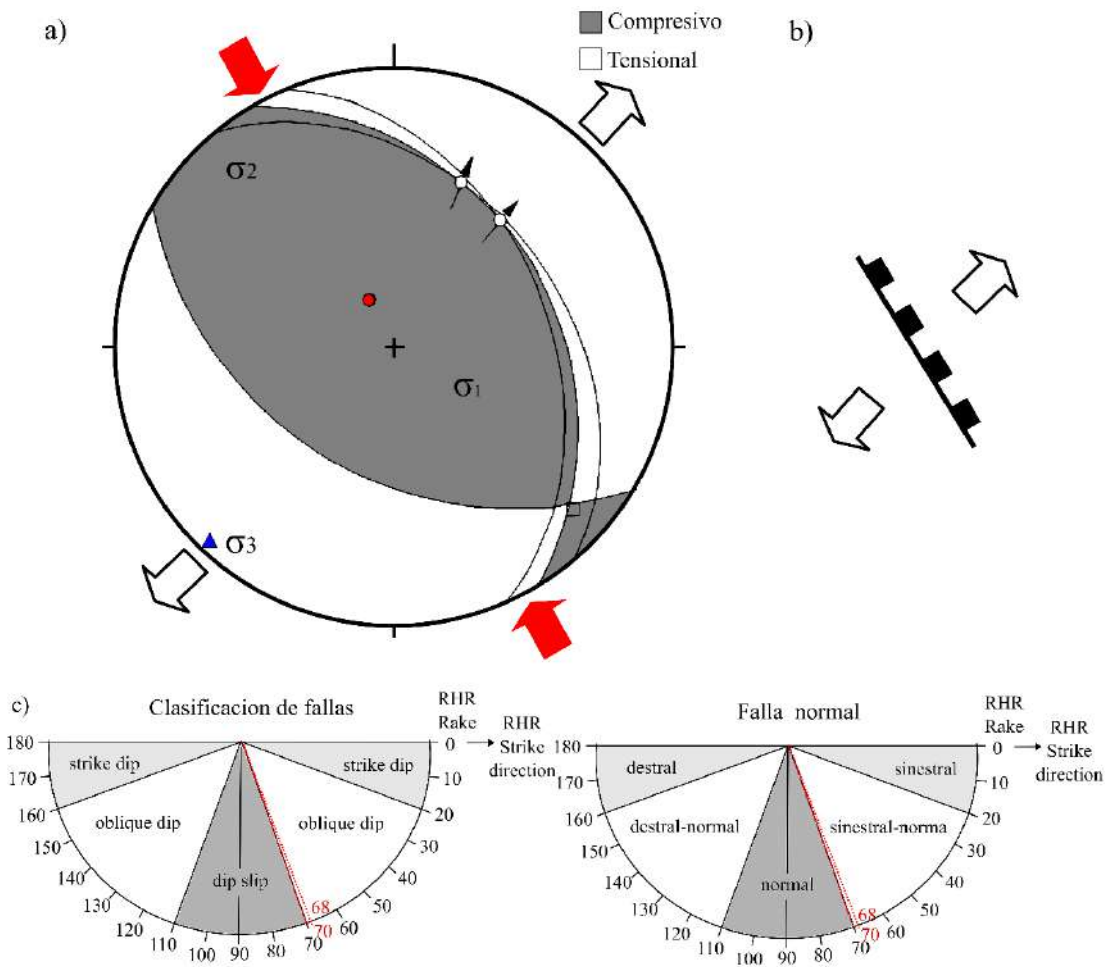 a)
Compresivo
Tensional
b)
σ2
σ1
σ3
c)
Clasificacion de fallas
RHR
Rake
RHR
Strike
direction
180
170
160
150
140
130
120
110
100
90
80
70
60
50
40
30
20
10
0
68
70
strike dip
strike dip
oblique dip
oblique dip
dip slip
Falla normal
RHR
Rake
RHR
Strike
direction
180
170
160
150
140
130
120
110
100
90
80
70
60
50
40
30
20
10
0
68
70
destral
sinestral
destral-normal
sinestral-norma
normal